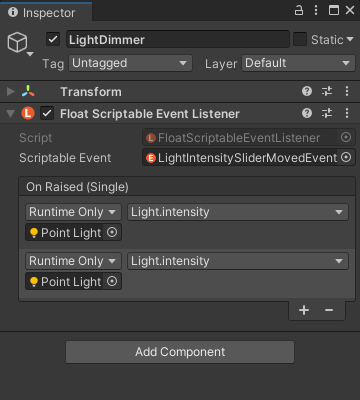 Inspector
LightDimmer Static
Tag Untagged Layer Default
Transform
L Float Scriptable Event Listener
Script L FloatScriptableEventListener
Scriptable Event E LightIntensitySliderMovedEvent
On Raised (Single)
Runtime Only Light.intensity
Point Light
Runtime Only Light.intensity
Point Light
+ −
Add Component